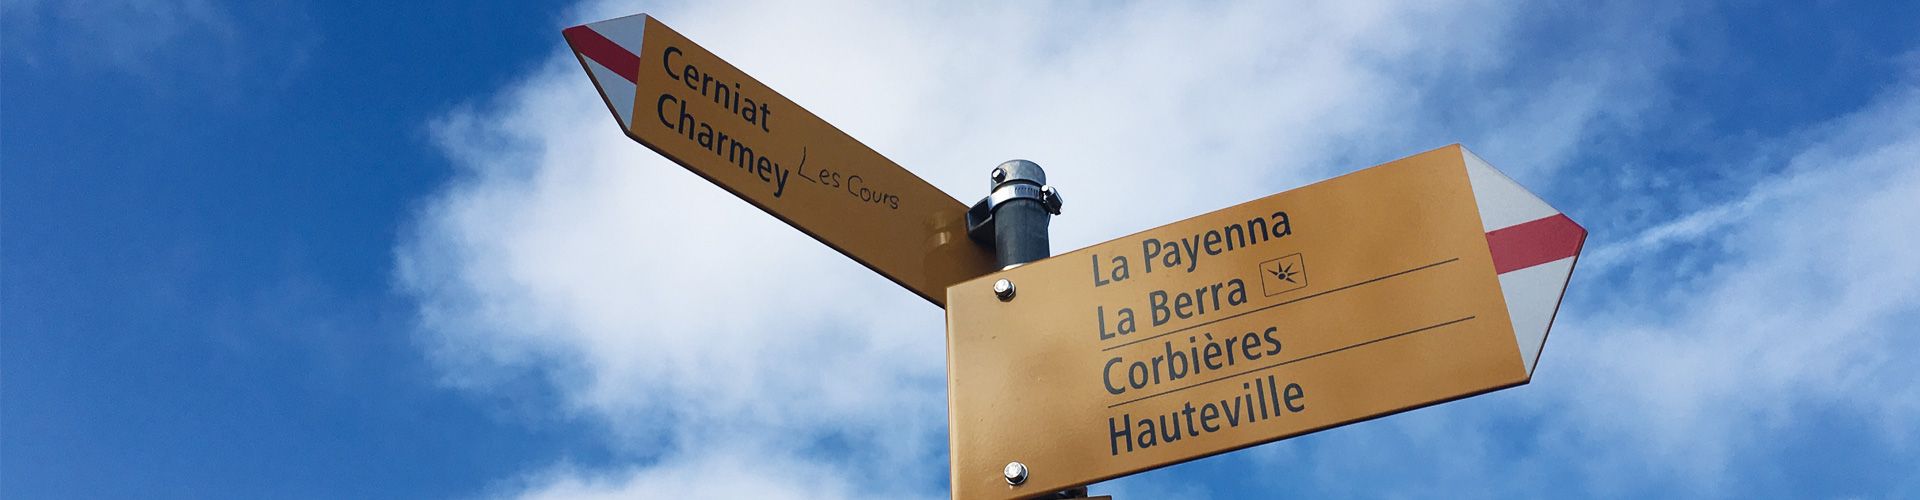 Cerniat
Charmey Les Cours
La Payenna
La Berra
Corbières
Hauteville